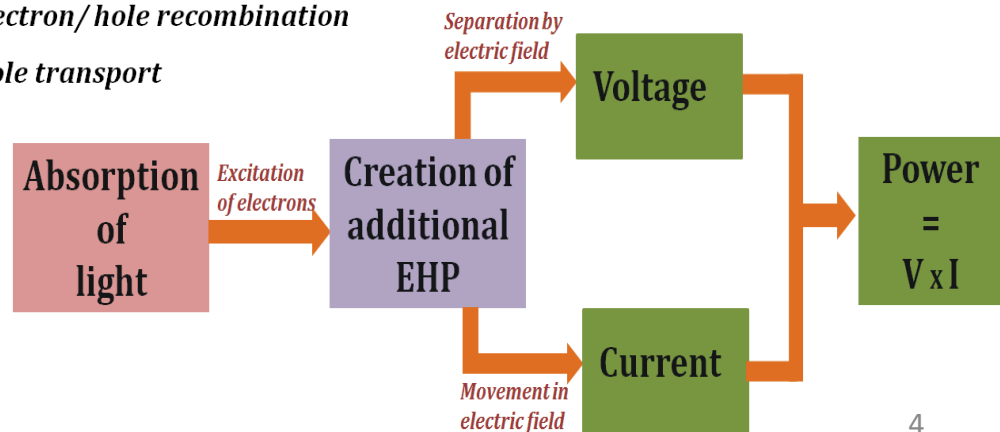 ectron/ hole recombination
ole transport
Separation by
electric field
Voltage
Absorption
of
light
Excitation
of electrons
Creation of
additional
EHP
Power
=
V x I
Movement in
electric field
Current
4